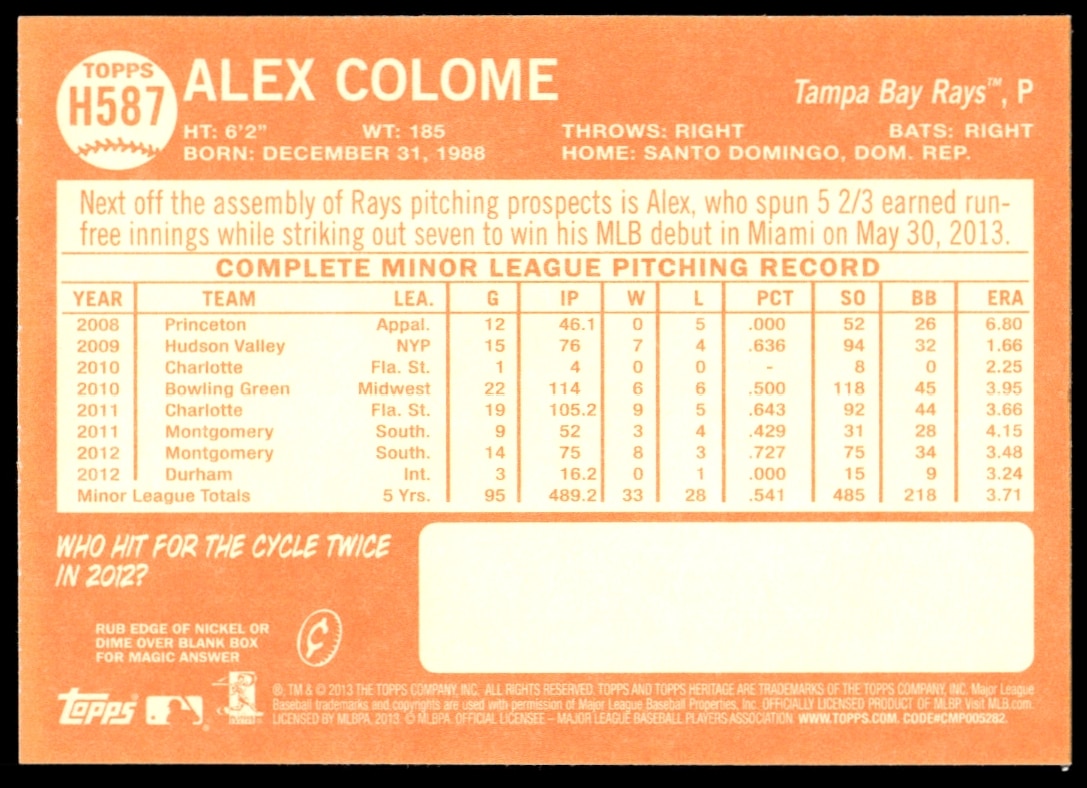 TOPPS
H587
ALEX COLOME
Tampa Bay Rays™, P
HT: 6'2" WT: 185 THROWS: RIGHT BATS: RIGHT
BORN: DECEMBER 31, 1988 HOME: SANTO DOMINGO, DOM. REP.
Next off the assembly of Rays pitching prospects is Alex, who spun 5 2/3 earned run-
free innings while striking out seven to win his MLB debut in Miami on May 30, 2013.
COMPLETE MINOR LEAGUE PITCHING RECORD
YEAR TEAM LEA. G IP W L PCT SO BB ERA
2008 Princeton Appal. 12 46.1 0 5 .000 52 26 6.80
2009 Hudson Valley NYP 15 76 7 4 .636 94 32 1.66
2010 Charlotte Fla. St. 1 4 0 0 - 8 0 2.25
2010 Bowling Green Midwest 22 114 6 6 .500 118 45 3.95
2011 Charlotte Fla. St. 19 105.2 9 5 .643 92 44 3.66
2011 Montgomery South. 9 52 3 4 .429 31 28 4.15
2012 Montgomery South. 14 75 8 3 .727 75 34 3.48
2012 Durham Int. 3 16.2 0 1 .000 15 9 3.24
Minor League Totals 5 Yrs. 95 489.2 33 28 .541 485 218 3.71
WHO HIT FOR THE CYCLE TWICE
IN 2012?
RUB EDGE OF NICKEL OR
DIME OVER BLANK BOX
FOR MAGIC ANSWER
¢
topps
®, TM & © 2013 THE TOPPS COMPANY, INC. ALL RIGHTS RESERVED. TOPPS AND TOPPS HERITAGE ARE TRADEMARKS OF THE TOPPS COMPANY, INC. Major League
Baseball trademarks and copyrights are used with permission of Major League Baseball Properties, Inc. OFFICIALLY LICENSED PRODUCT OF MLBP. Visit MLB.com.
LICENSED BY MLBPA, 2013. © MLBPA. OFFICIAL LICENSEE – MAJOR LEAGUE BASEBALL PLAYERS ASSOCIATION. WWW.TOPPS.COM. CODE#CMP005282.